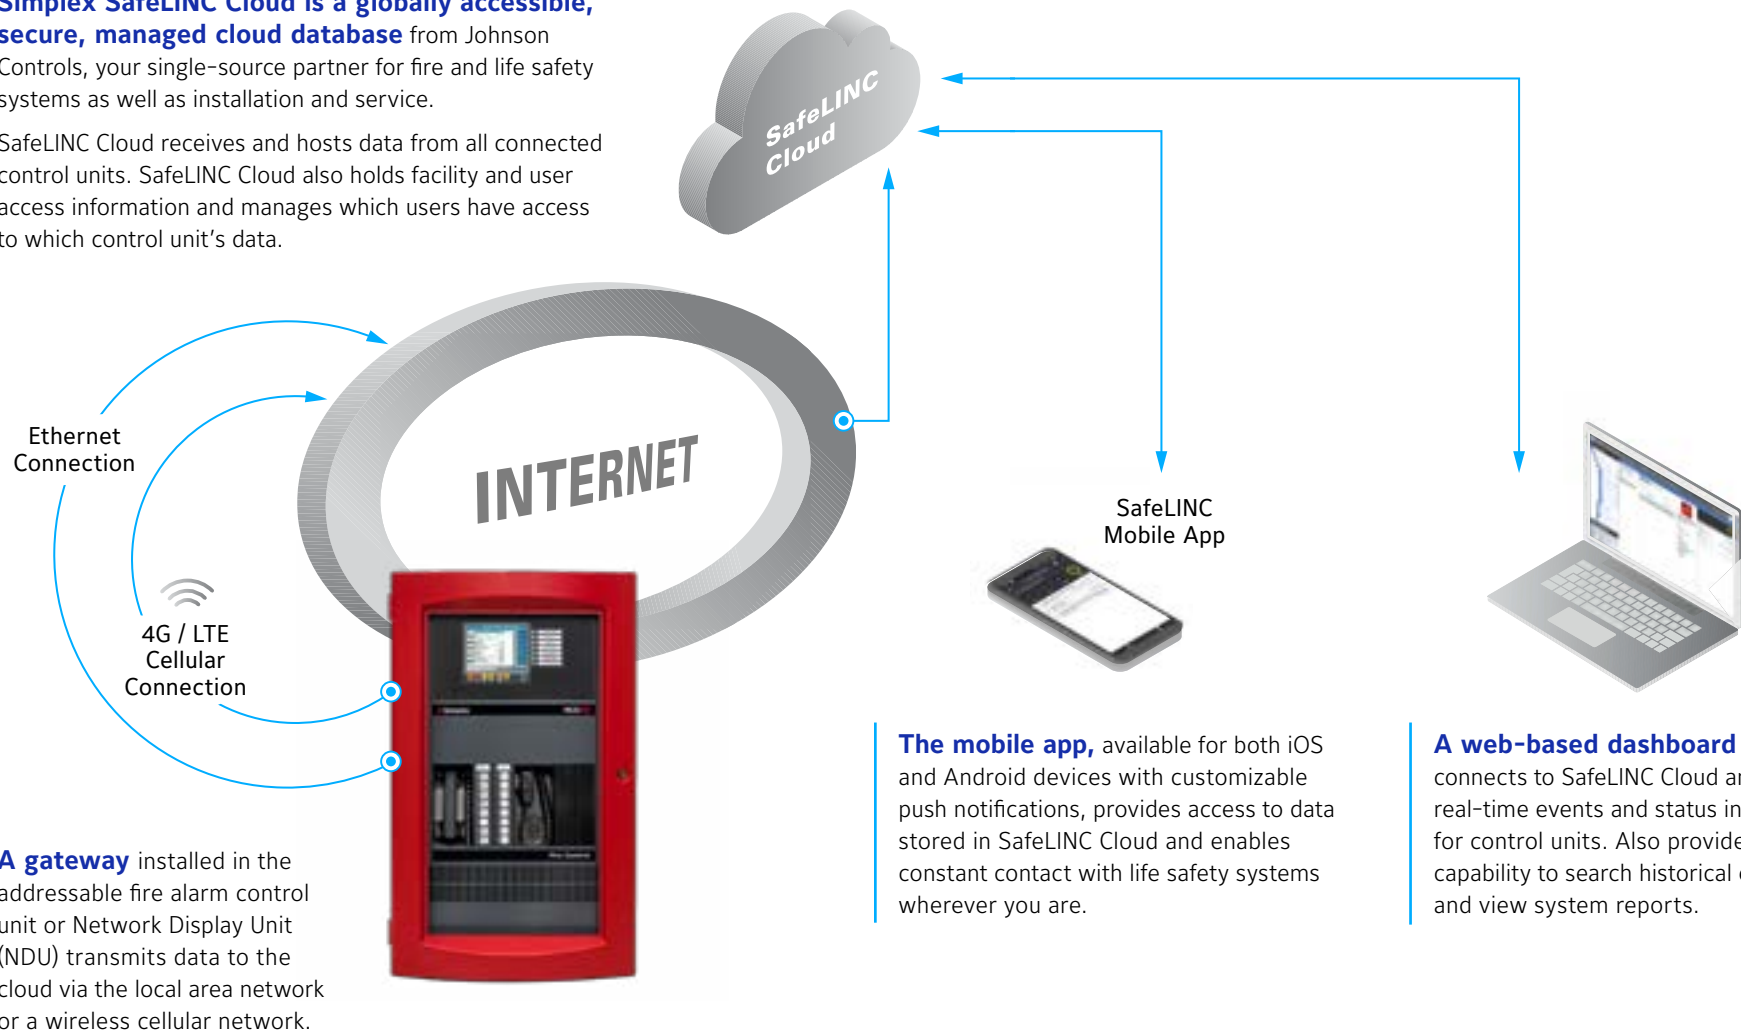 Simplex SafeLINC Cloud is a globally accessible,
secure, managed cloud database from Johnson
Controls, your single-source partner for fire and life safety
systems as well as installation and service.
SafeLINC Cloud receives and hosts data from all connected
control units. SafeLINC Cloud also holds facility and user
access information and manages which users have access
to which control unit's data.
SafeLINC
Cloud
Ethernet
Connection
INTERNET
4G / LTE
Cellular
Connection
SafeLINC
Mobile App
A gateway installed in the
addressable fire alarm control
unit or Network Display Unit
(NDU) transmits data to the
cloud via the local area network
or a wireless cellular network.
The mobile app, available for both iOS
and Android devices with customizable
push notifications, provides access to data
stored in SafeLINC Cloud and enables
constant contact with life safety systems
wherever you are.
A web-based dashboard
connects to SafeLINC Cloud
real-time events and status
for control units. Also
capability to search historical
and view system reports.